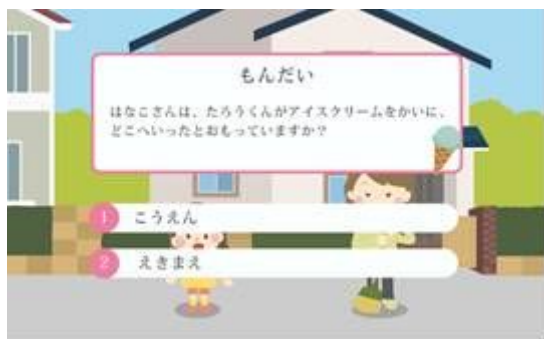 もんだい
はなこさんは、たろうくんがアイスクリームをかいに、
どこへいったとおもっていますか？
1 こうえん
2 えきまえ